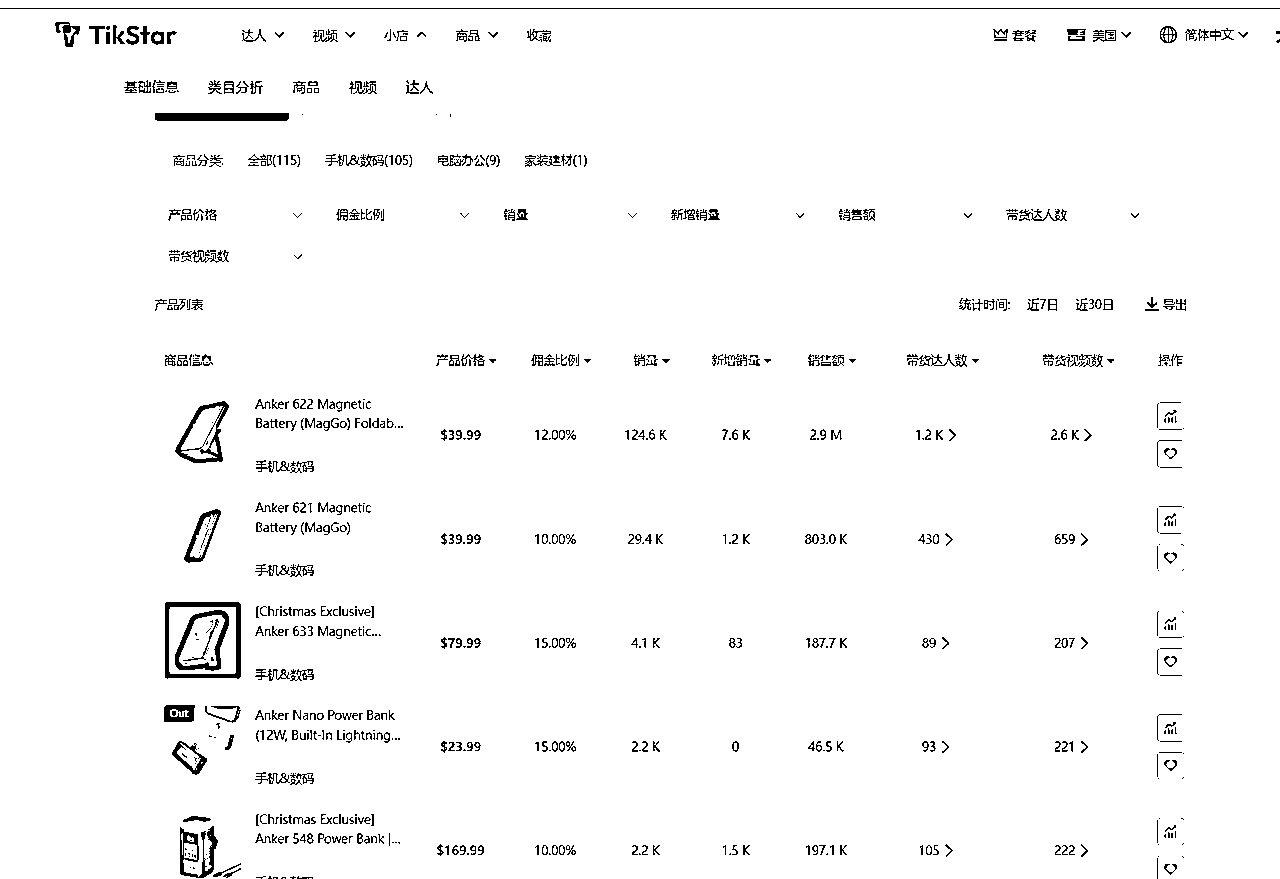 TikStar 达人 视频 小店 商品 收藏 套餐 美国 简体中文
基础信息 类目分析 商品 视频 达人
商品分类: 全部(115) 手机&数码(105) 电脑办公(9) 家装建材(1)
产品价格 佣金比例 销量 新增销量 销售额 带货达人数
带货视频数
产品列表 统计时间: 近7日 近30日 导出
商品信息 产品价格 佣金比例 销量 新增销量 销售额 带货达人数 带货视频数 操作
Anker 622 Magnetic
Battery (MagGo) Foldab...
$39.99 12.00% 124.6 K 7.6 K 2.9 M 1.2 K 2.6 K
手机&数码
Anker 621 Magnetic
Battery (MagGo)
$39.99 10.00% 29.4 K 1.2 K 803.0 K 430 659
手机&数码
[Christmas Exclusive]
Anker 633 Magnetic...
$79.99 15.00% 4.1 K 83 187.7 K 89 207
手机&数码
Out
Anker Nano Power Bank
(12W, Built-In Lightning...
$23.99 15.00% 2.2 K 0 46.5 K 93 221
手机&数码
[Christmas Exclusive]
Anker 548 Power Bank |...
$169.99 10.00% 2.2 K 1.5 K 197.1 K 105 222